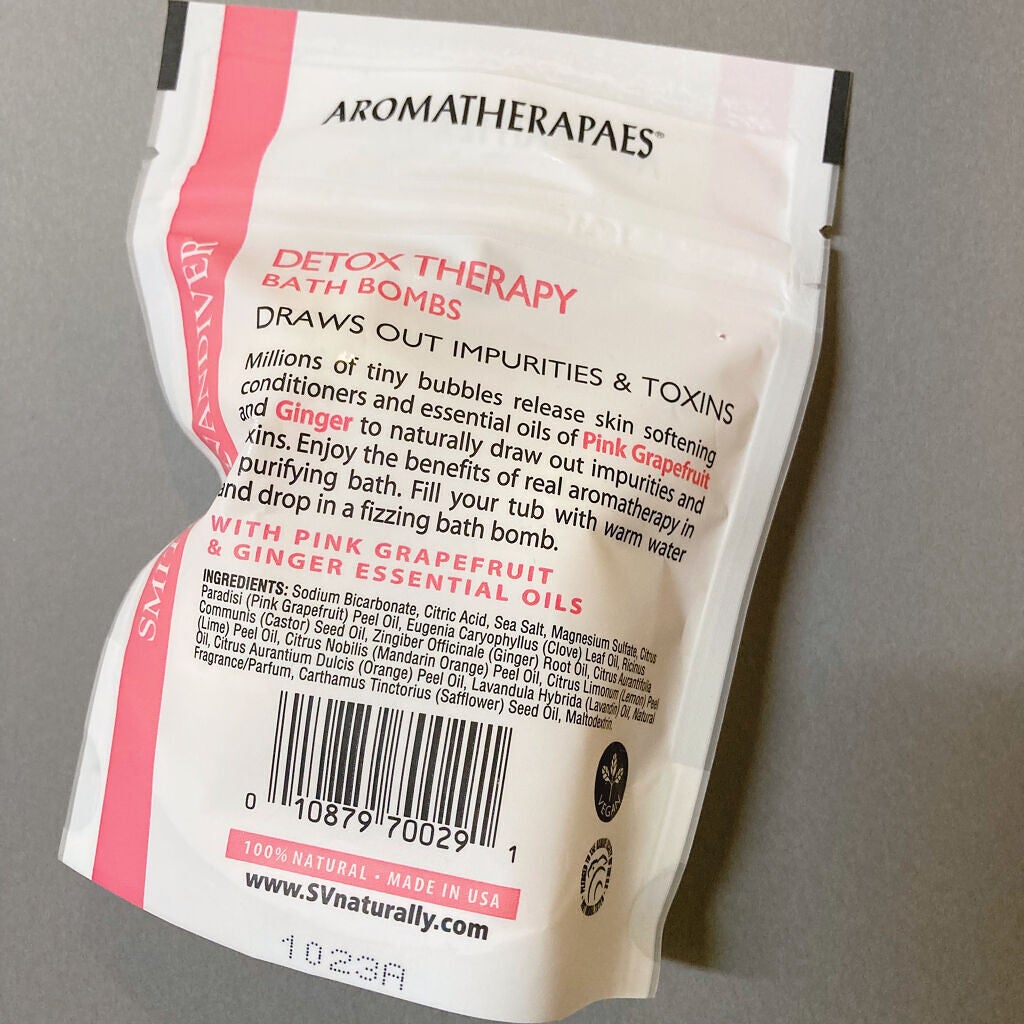 AROMATHERAPAES®
DETOX THERAPY
BATH BOMBS
DRAWS OUT IMPURITIES & TOXINS
Millions of tiny bubbles release skin softening
conditioners and essential oils of Pink Grapefruit
and Ginger to naturally draw out impurities and
xins. Enjoy the benefits of real aromatherapy in
purifying bath. Fill your tub with warm water
and drop in a fizzing bath bomb.
WITH PINK GRAPEFRUIT
& GINGER ESSENTIAL OILS
INGREDIENTS: Sodium Bicarbonate, Citric Acid, Sea Salt, Magnesium Sulfate, Citrus
Paradisi (Pink Grapefruit) Peel Oil, Eugenia Caryophyllus (Clove) Leaf Oil, Ricinus
Communis (Castor) Seed Oil, Zingiber Officinale (Ginger) Root Oil, Citrus Aurantifolia
(Lime) Peel Oil, Citrus Nobilis (Mandarin Orange) Peel Oil, Citrus Limonum (Lemon) Peel
Oil, Citrus Aurantium Dulcis (Orange) Peel Oil, Lavandula Hybrida (Lavandin) Oil, Natural
Fragrance/Parfum, Carthamus Tinctorius (Safflower) Seed Oil, Maltodextrin.
0 10879 70029 1
VEGAN
100% NATURAL • MADE IN USA
www.SVnaturally.com
1023A
SMIT
VANDIVER